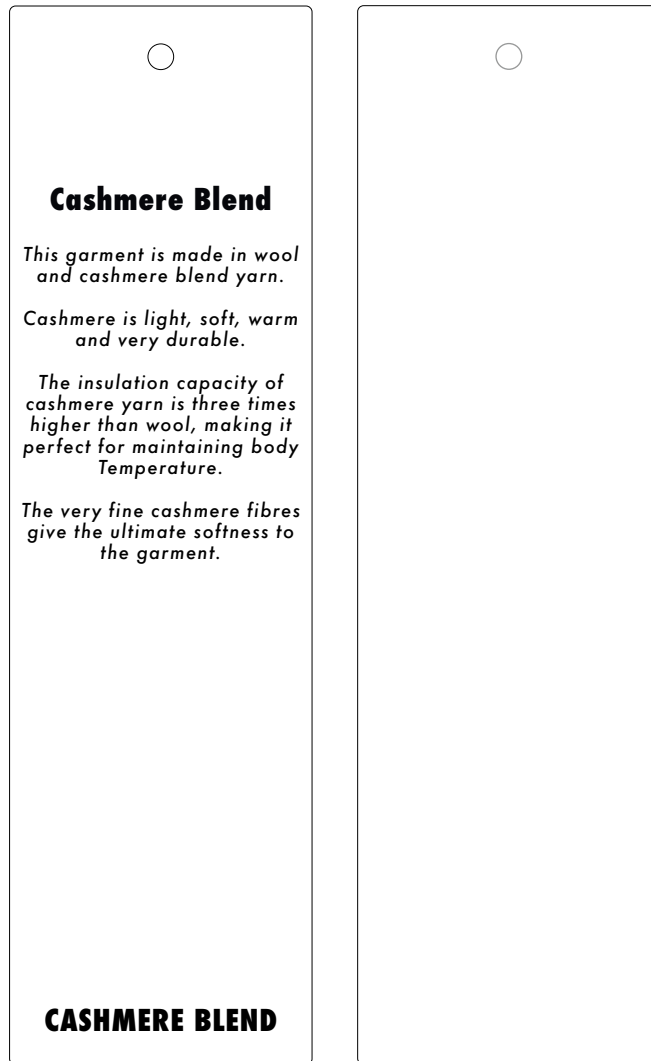 Cashmere Blend
This garment is made in wool
and cashmere blend yarn.
Cashmere is light, soft, warm
and very durable.
The insulation capacity of
cashmere yarn is three times
higher than wool, making it
perfect for maintaining body
Temperature.
The very fine cashmere fibres
give the ultimate softness to
the garment.
CASHMERE BLEND